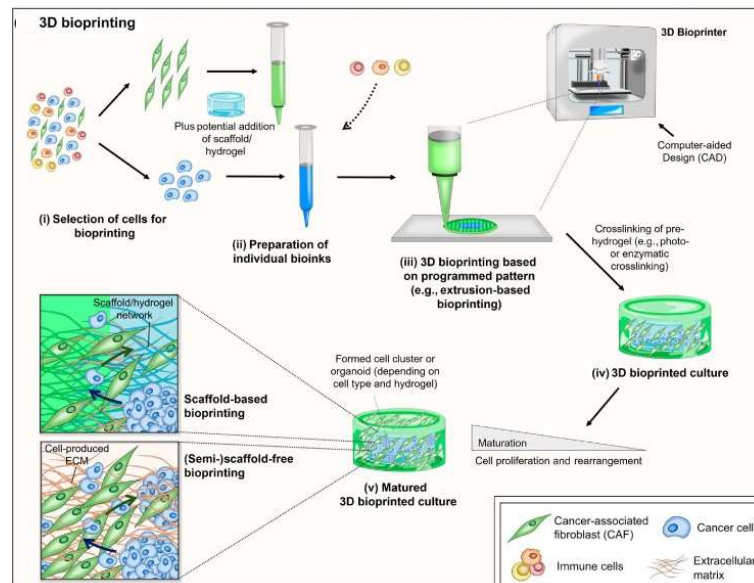 3D bioprinting
3D Bioprinter
Plus potential addition
of scaffold/
hydrogel
Computer-aided
Design (CAD)
(i) Selection of cells for
bioprinting
(ii) Preparation of
individual bioinks
(iii) 3D bioprinting based
on programmed pattern
(e.g., extrusion-based
bioprinting)
Crosslinking of pre-
hydrogel (e.g., photo-
or enzymatic
crosslinking)
(iv) 3D bioprinted culture
Scaffold/hydrogel
network
Scaffold-based
bioprinting
Formed cell cluster or
organoid (depending on
cell type and hydrogel)
Maturation
Cell proliferation and rearrangement
(v) Matured
3D bioprinted culture
Cell-produced
ECM
(Semi-)scaffold-free
bioprinting
Cancer-associated
fibroblast (CAF)
Cancer cell
Immune cells
Extracellular
matrix